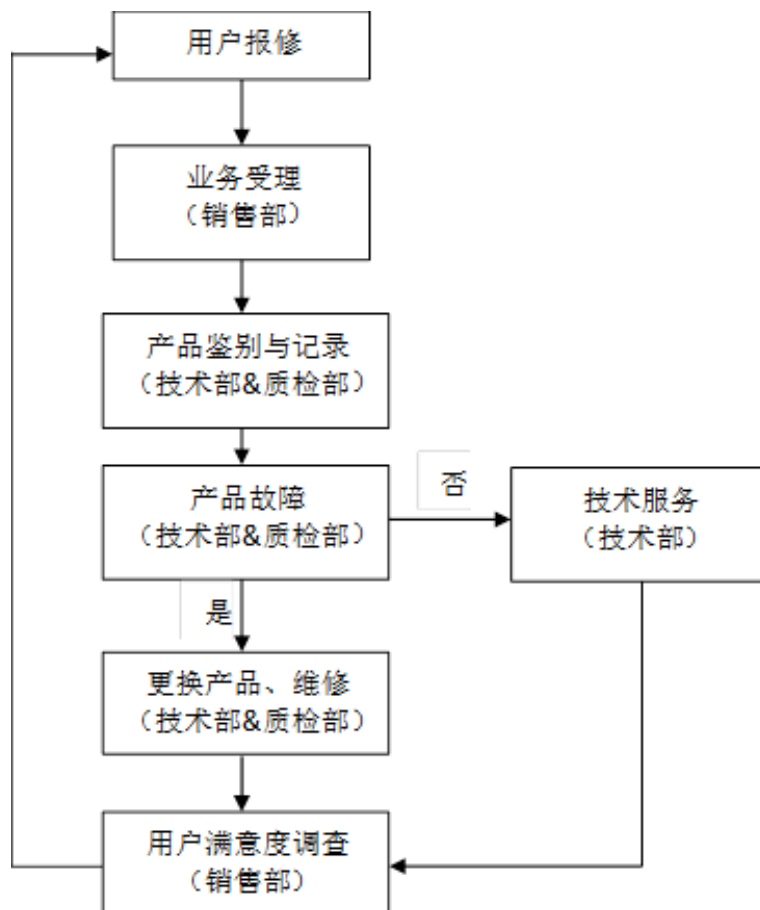 用户报修
业务受理
（销售部）
产品鉴别与记录
（技术部&质检部）
产品故障
（技术部&质检部）
否
技术服务
（技术部）
是
更换产品、维修
（技术部&质检部）
用户满意度调查
（销售部）